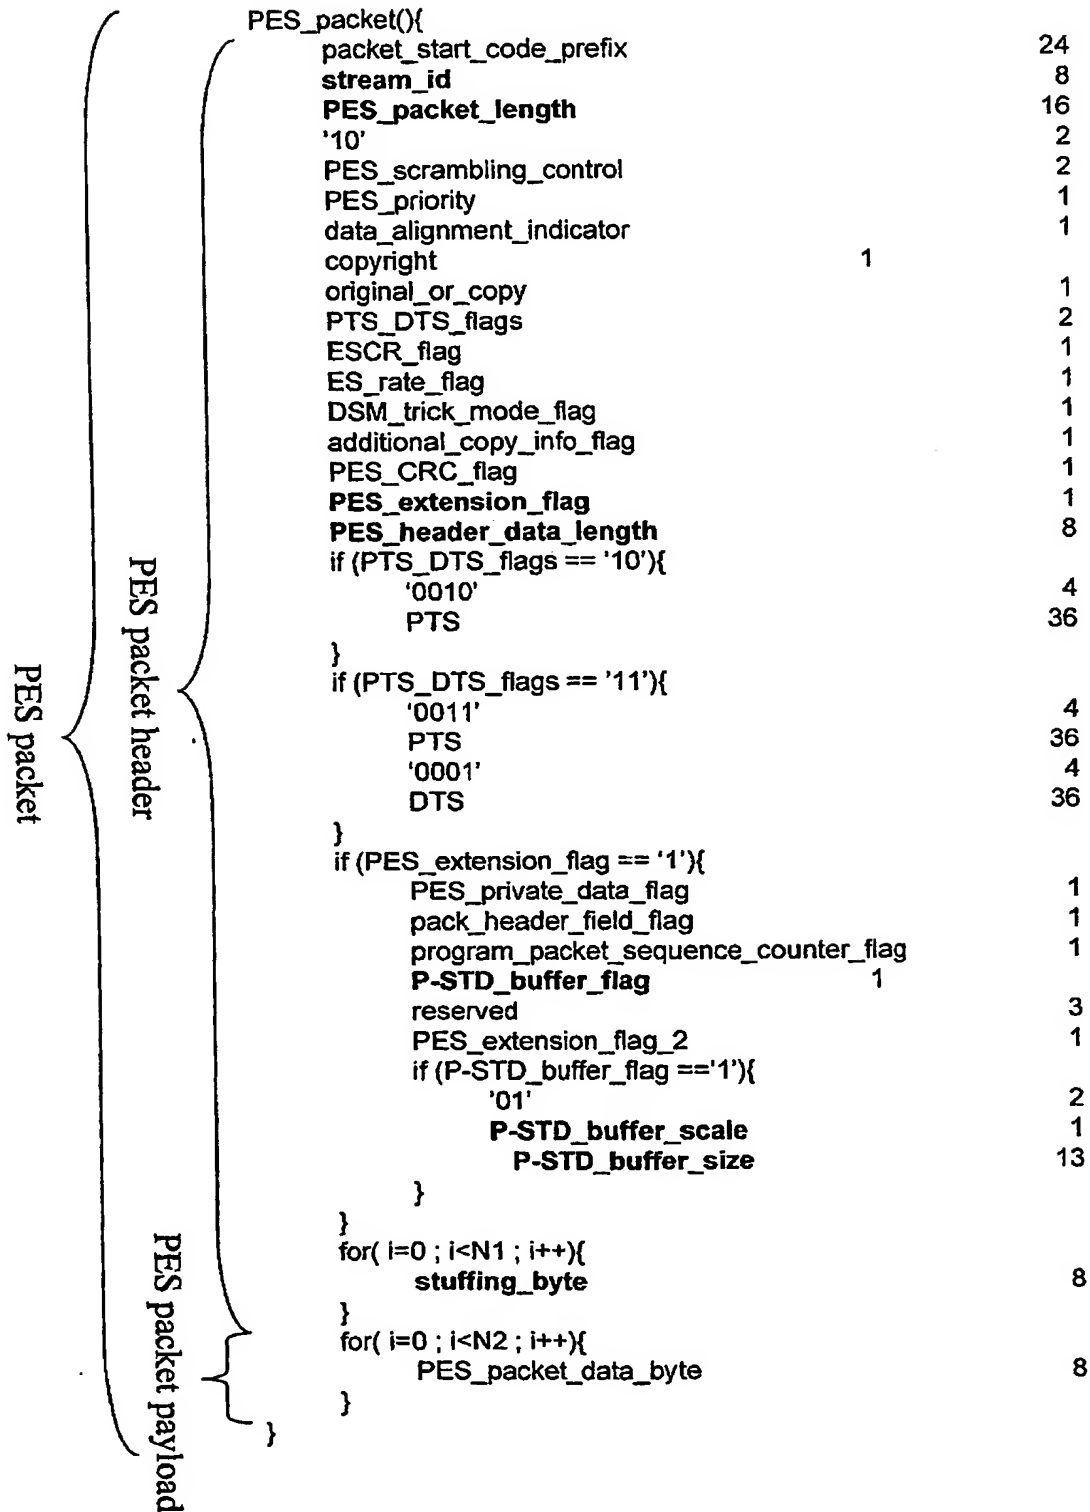 PES_packet(){
packet_start_code_prefix 24
stream_id 8
PES_packet_length 16
'10' 2
PES_scrambling_control 2
PES_priority 1
data_alignment_indicator 1
copyright 1
original_or_copy 1
PTS_DTS_flags 2
ESCR_flag 1
ES_rate_flag 1
DSM_trick_mode_flag 1
additional_copy_info_flag 1
PES_CRC_flag 1
PES_extension_flag 1
PES_header_data_length 8
if (PTS_DTS_flags == '10'){
'0010' 4
PTS 36
}
if (PTS_DTS_flags == '11'){
'0011' 4
PTS 36
'0001' 4
DTS 36
}
if (PES_extension_flag == '1'){
PES_private_data_flag 1
pack_header_field_flag 1
program_packet_sequence_counter_flag 1
P-STD_buffer_flag 1
reserved 3
PES_extension_flag_2 1
if (P-STD_buffer_flag =='1'){
'01' 2
P-STD_buffer_scale 1
P-STD_buffer_size 13
}
}
for( i=0 ; i<N1 ; i++){
stuffing_byte 8
}
for( i=0 ; i<N2 ; i++){
PES_packet_data_byte 8
}
}
PES packet header
PES packet
PES packet payload